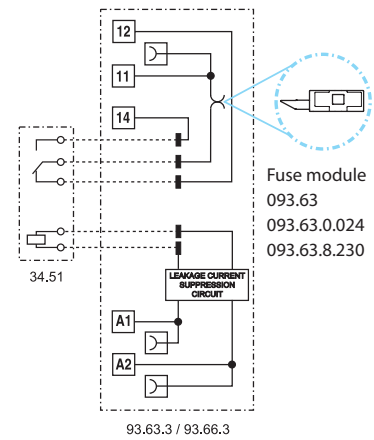 12
11
14
Fuse module
093.63
093.63.0.024
093.63.8.230
34.51
LEAKAGE CURRENT
SUPPRESSION
CIRCUIT
A1
A2
93.63.3 / 93.66.3